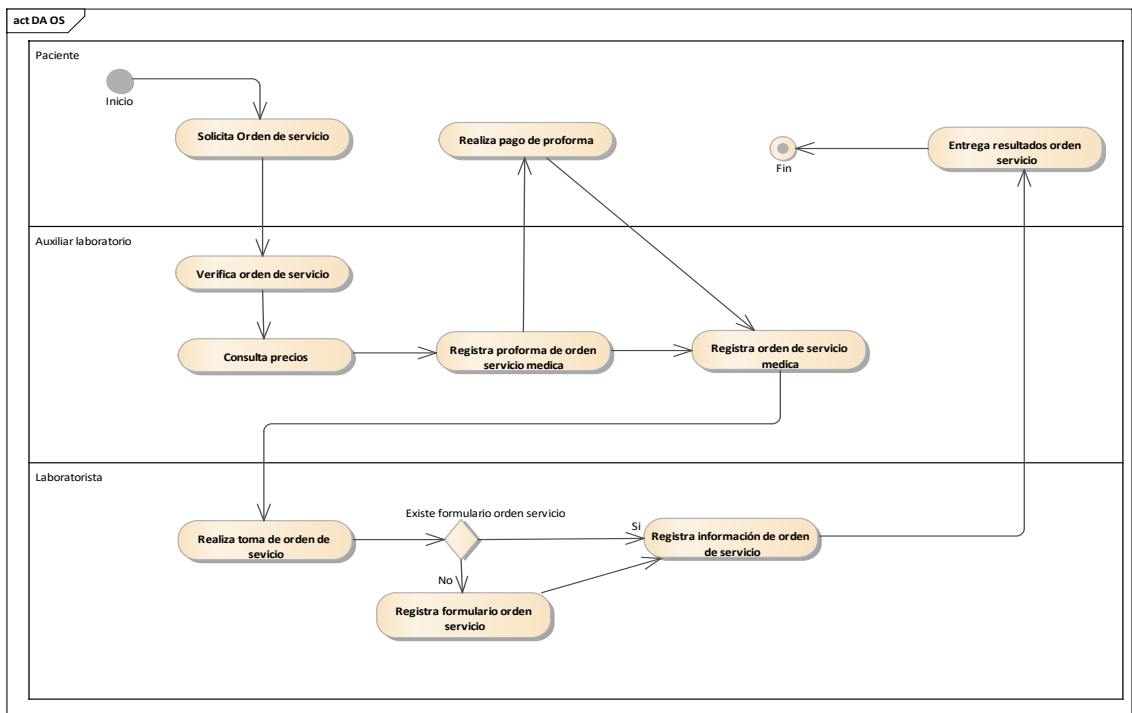 act DA OS
Paciente
Inicio
Solicita Orden de servicio
Realiza pago de proforma
Fin
Entrega resultados orden
servicio
Auxiliar laboratorio
Verifica orden de servicio
Consulta precios
Registra proforma de orden
servicio medica
Registra orden de servicio
medica
Laboratorista
Realiza toma de orden de
sevicio
Existe formulario orden servicio
Si
Registra información de orden
de servicio
No
Registra formulario orden
servicio